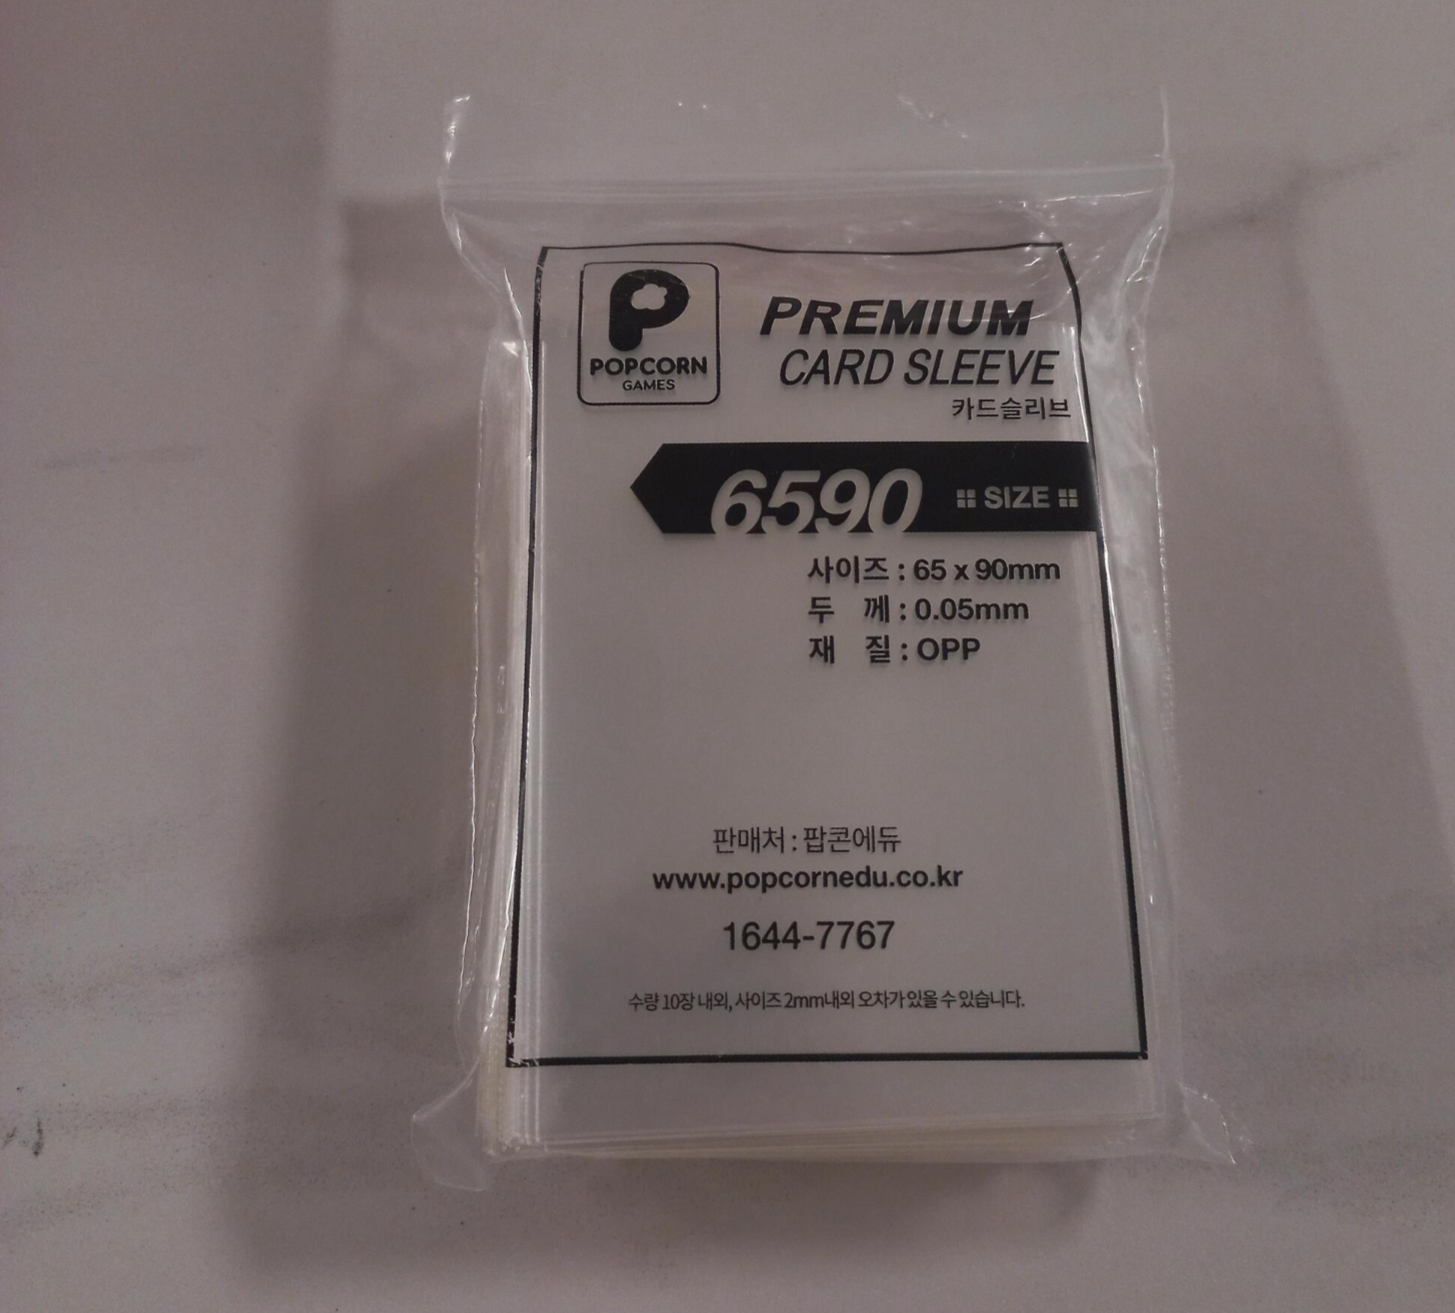 P
POPCORN
GAMES
PREMIUM
CARD SLEEVE
카드슬리브
6590 SIZE
사이즈 : 65 x 90mm
두 께 : 0.05mm
재 질 : OPP
판매처 : 팝콘에듀
www.popcornedu.co.kr
1644-7767
수량 10장 내외, 사이즈 2mm내외 오차가 있을 수 있습니다.